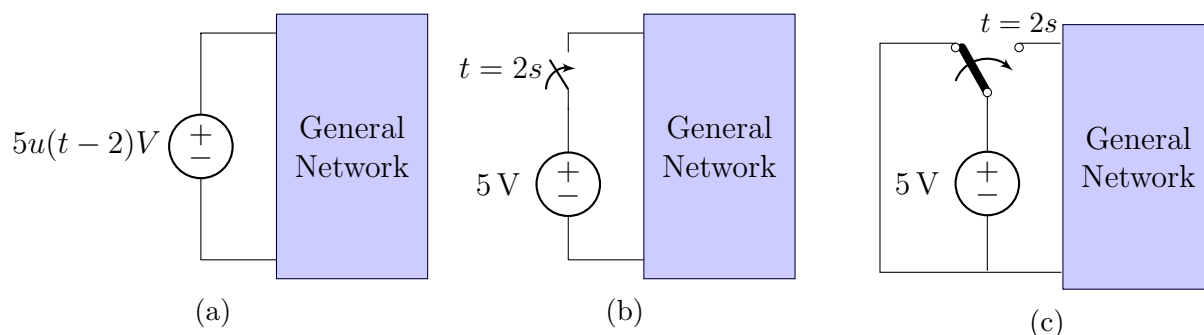 5u(t − 2)V
+
−
General
Network
(a)
t = 2s
5 V
+
−
General
Network
(b)
t = 2s
5 V
+
−
General
Network
(c)